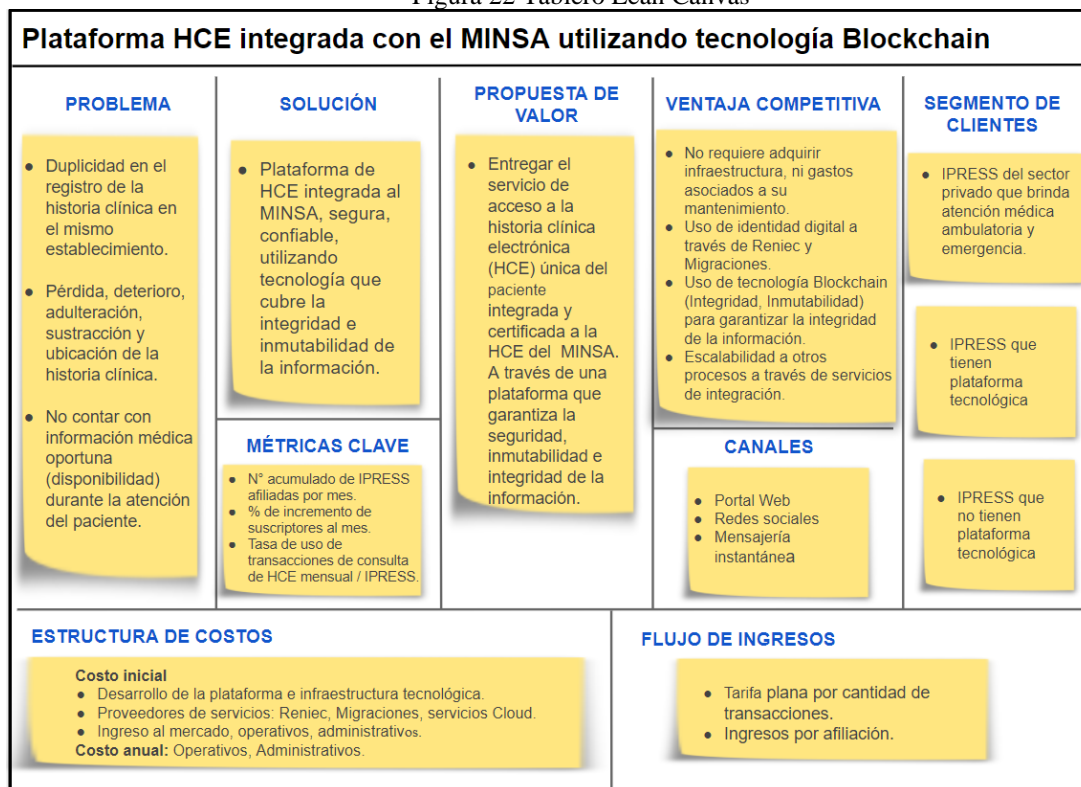 Figura 22 Tablero Lean Canvas
Plataforma HCE integrada con el MINSA utilizando tecnología Blockchain
PROBLEMA
● Duplicidad en el
registro de la
historia clínica en
el mismo
establecimiento.
● Pérdida, deterioro,
adulteración,
sustracción y
ubicación de la
historia clínica.
● No contar con
información médica
oportuna
(disponibilidad)
durante la atención
del paciente.
SOLUCIÓN
● Plataforma de
HCE integrada al
MINSA, segura,
confiable,
utilizando
tecnología que
cubre la
integridad e
inmutabilidad de
la información.
MÉTRICAS CLAVE
● N° acumulado de IPRESS
afiliadas por mes.
● % de incremento de
suscriptores al mes.
● Tasa de uso de
transacciones de consulta
de HCE mensual / IPRESS.
PROPUESTA DE
VALOR
● Entregar el
servicio de
acceso a la
historia clínica
electrónica
(HCE) única del
paciente
integrada y
certificada a la
HCE del MINSA.
A través de una
plataforma que
garantiza la
seguridad,
inmutabilidad e
integridad de la
información.
VENTAJA COMPETITIVA
● No requiere adquirir
infraestructura, ni gastos
asociados a su
mantenimiento.
● Uso de identidad digital a
través de Reniec y
Migraciones.
● Uso de tecnología Blockchain
(Integridad, Inmutabilidad)
para garantizar la integridad
de la información.
● Escalabilidad a otros
procesos a través de servicios
de integración.
CANALES
● Portal Web
● Redes sociales
● Mensajería
instantánea
SEGMENTO DE
CLIENTES
● IPRESS del sector
privado que brinda
atención médica
ambulatoria y
emergencia.
● IPRESS que
tienen
plataforma
tecnológica
● IPRESS que
no tienen
plataforma
tecnológica
ESTRUCTURA DE COSTOS
Costo inicial
● Desarrollo de la plataforma e infraestructura tecnológica.
● Proveedores de servicios: Reniec, Migraciones, servicios Cloud.
● Ingreso al mercado, operativos, administrativos.
Costo anual: Operativos, Administrativos.
FLUJO DE INGRESOS
● Tarifa plana por cantidad de
transacciones.
● Ingresos por afiliación.